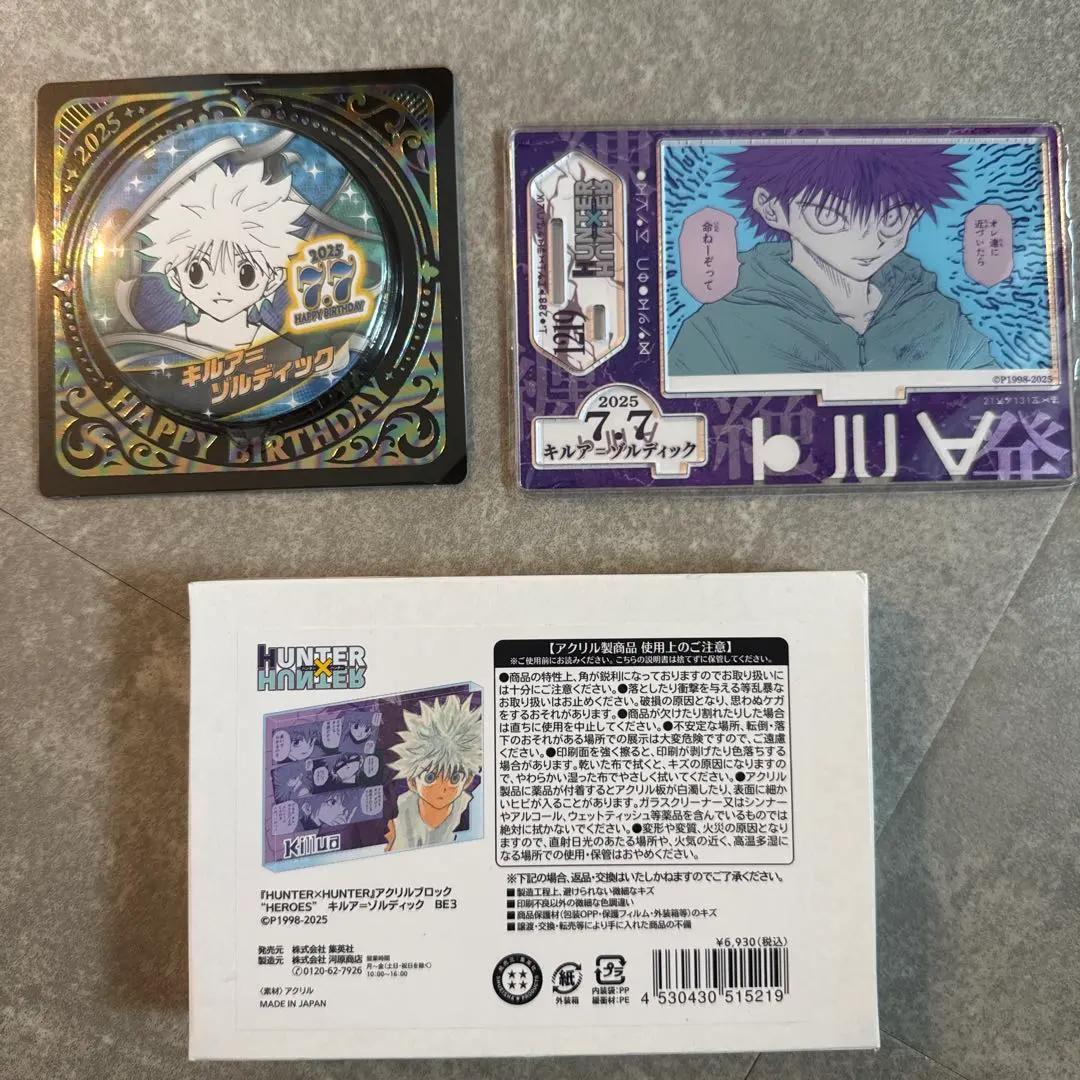 2025
2025
7.7
HAPPY BIRTHDAY
キルア=
ゾルディック
HAPPY BIRTHDAY
HUNTER
×
HUNTER
1219
命ねーぞって
オレ達に
近づいたら
©P1998-2025
2025
7.7
キルア=ゾルディック
絶
発
HUNTER
×
HUNTER
Killua
『HUNTER×HUNTER』アクリルブロック
"HEROES" キルア=ゾルディック BE3
©P1998-2025
発売元 株式会社 集英社
製造元 株式会社 河原商店
営業時間
月~金(土日・祝日を除く)
10:00~16:00
0120-62-7926
〈素材〉アクリル
MADE IN JAPAN
【アクリル製商品 使用上のご注意】
※ご使用前にお読みください。こちらの説明書は捨てずに保管してください。
●商品の特性上、角が鋭利になっておりますのでお取り扱い
には十分にご注意ください。●落としたり衝撃を与える等乱暴な
お取り扱いはお止めください。破損の原因となり、思わぬケガ
をするおそれがあります。●商品が欠けたり割れたりした場合
は直ちに使用を中止してください。●不安定な場所、転倒・落
下のおそれがある場所での展示は大変危険ですので、ご遠慮
ください。●印刷面を強く擦ると、印刷が剥げたり色落ちする
場合があります。乾いた布で拭くと、キズの原因になりますの
で、やわらかい湿った布でやさしく拭いてください。●アクリル
製品に薬品が付着するとアクリル板が白濁したり、表面に細か
いヒビが入ることがあります。ガラスクリーナー又はシンナー
やアルコール、ウェットティッシュ等薬品を含んでいるものでは
絶対に拭かないでください。●変形や変質、火災の原因となり
ますので、直射日光のあたる場所や、火気の近く、高温多湿に
なる場所での使用・保管はおやめください。
※下記の場合、返品・交換はいたしかねますのでご了承ください。
■製造工程上、避けられない微細なキズ
■印刷不良以外の微細な色調違い
■商品保護材(包装OPP・保護フィルム・外装箱等)のキズ
■譲渡・交換・転売等により手に入れた商品の不備
¥6,930(税込)
紙
外装箱
プラ
内装袋:PP
緩衝材:PE
4 530430 515219